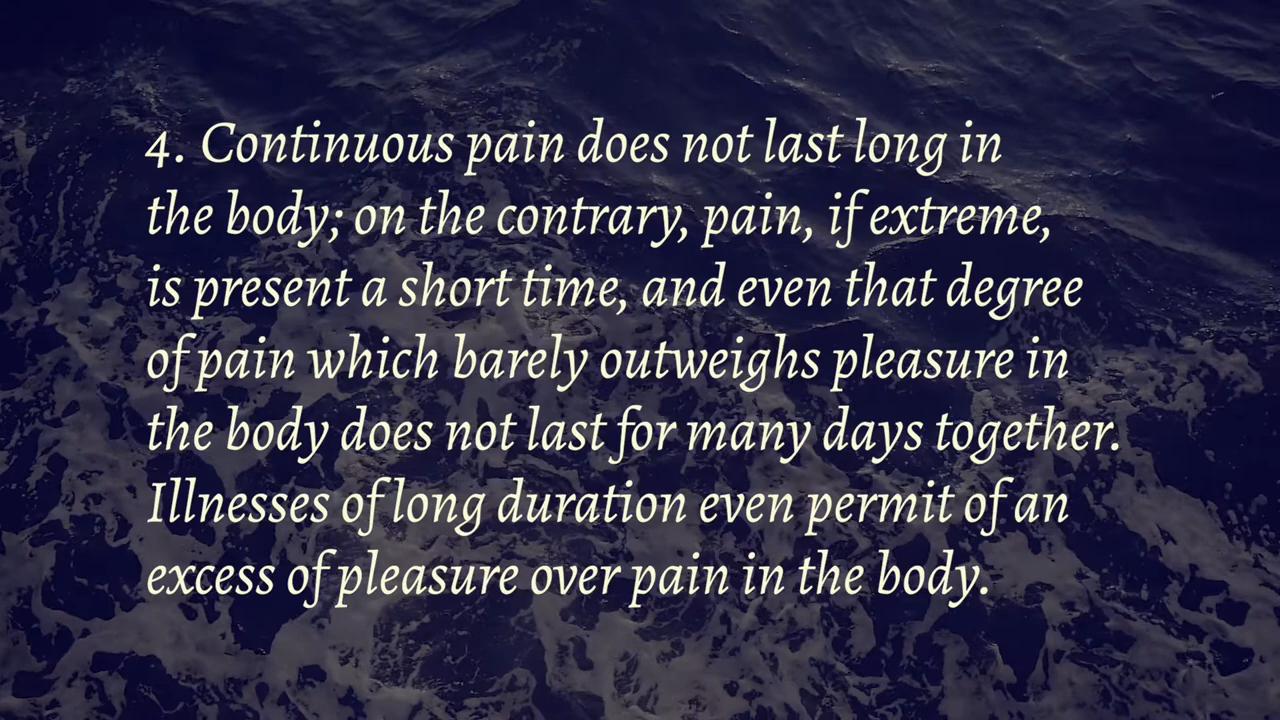 4. Continuous pain does not last long in
the body; on the contrary, pain, if extreme,
is present a short time, and even that degree
of pain which barely outweighs pleasure in
the body does not last for many days together.
Illnesses of long duration even permit of an
excess of pleasure over pain in the body.